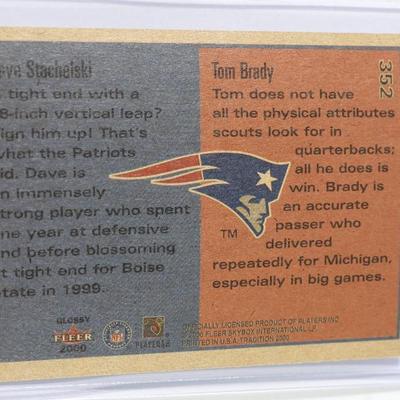 ave Stachelski
tight end with a
8-inch vertical leap?
ign him up! That's
what the Patriots
id. Dave is
n immensely
trong player who spent
ne year at defensive
nd before blossoming
t tight end for Boise
tate in 1999.
Tom Brady
352
Tom does not have
all the physical attributes
scouts look for in
quarterbacks;
all he does is
win. Brady is
an accurate
passer who
delivered
repeatedly for Michigan,
especially in big games.
TM
GLOSSY
FLEER
2000
NFL
PLAYERS
OFFICIALLY LICENSED PRODUCT OF PLAYERS INC
© 2000 FLEER SKYBOX INTERNATIONAL LP.
PRINTED IN U.S.A. TRADITION 2000